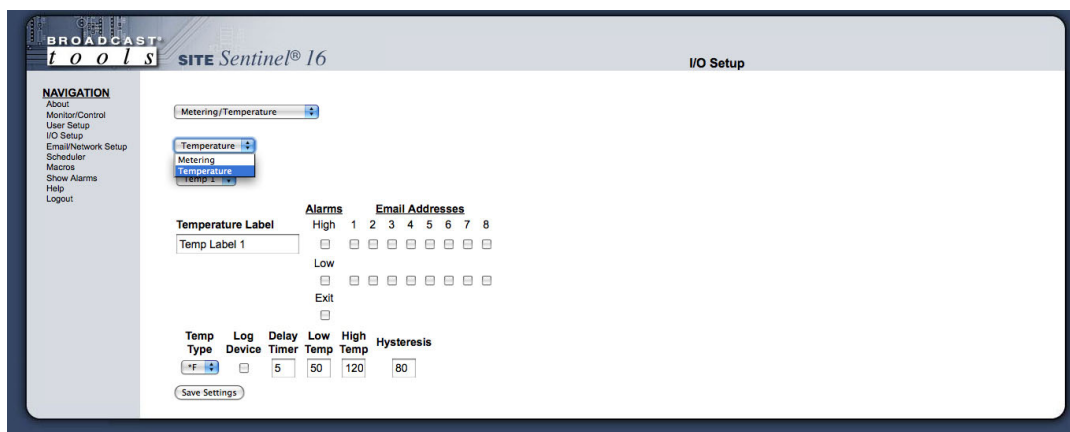 BROADCAST®
tools
SITE Sentinel® 16
I/O Setup
NAVIGATION
About
Monitor/Control
User Setup
I/O Setup
Email/Network Setup
Scheduler
Macros
Show Alarms
Help
Logout
Metering/Temperature
Temperature
Metering
Temperature
Temp 1
Alarms Email Addresses
Temperature Label High 1 2 3 4 5 6 7 8
Temp Label 1
Low
Exit
Temp Type Log Device Delay Timer Low Temp High Temp Hysteresis
°F 5 50 120 80
Save Settings